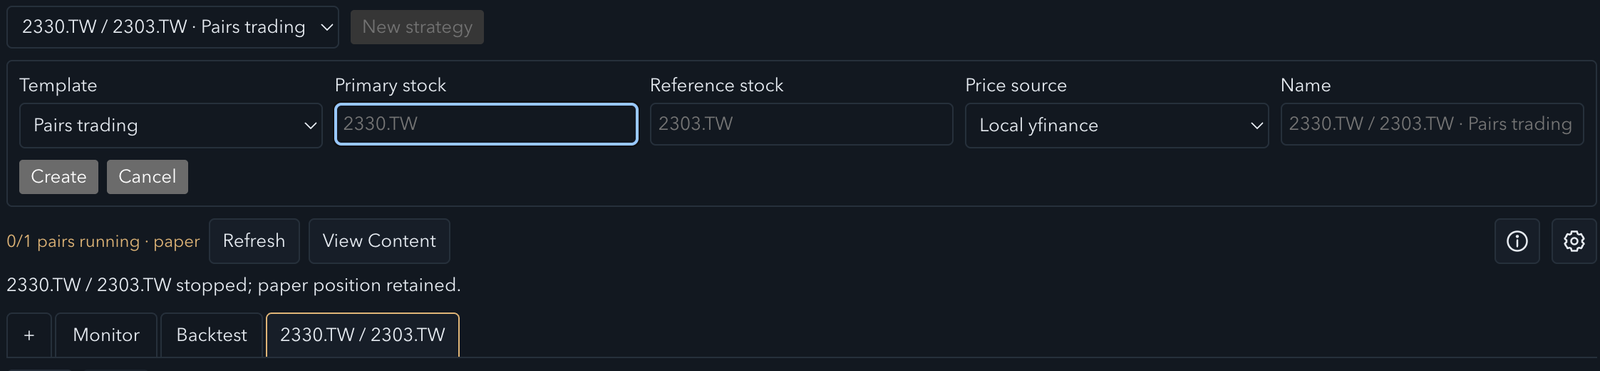 2330.TW / 2303.TW · Pairs trading New strategy
Template Primary stock Reference stock Price source Name
Pairs trading 2330.TW 2303.TW Local yfinance 2330.TW / 2303.TW · Pairs trading
Create Cancel
0/1 pairs running · paper Refresh View Content
2330.TW / 2303.TW stopped; paper position retained.
+ Monitor Backtest 2330.TW / 2303.TW